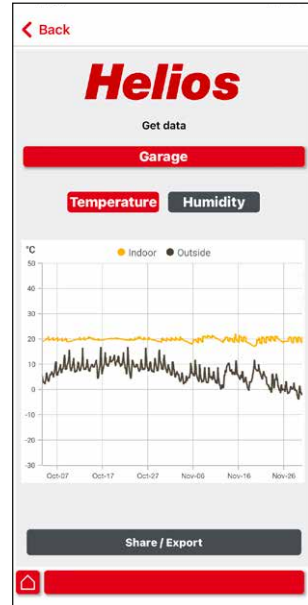 Back
Helios
Get data
Garage
Temperature Humidity
°C Indoor Outside
50
40
30
20
10
0
-10
-20
-30
Oct-07 Oct-17 Oct-27 Nov-06 Nov-16 Nov-26
Share / Export